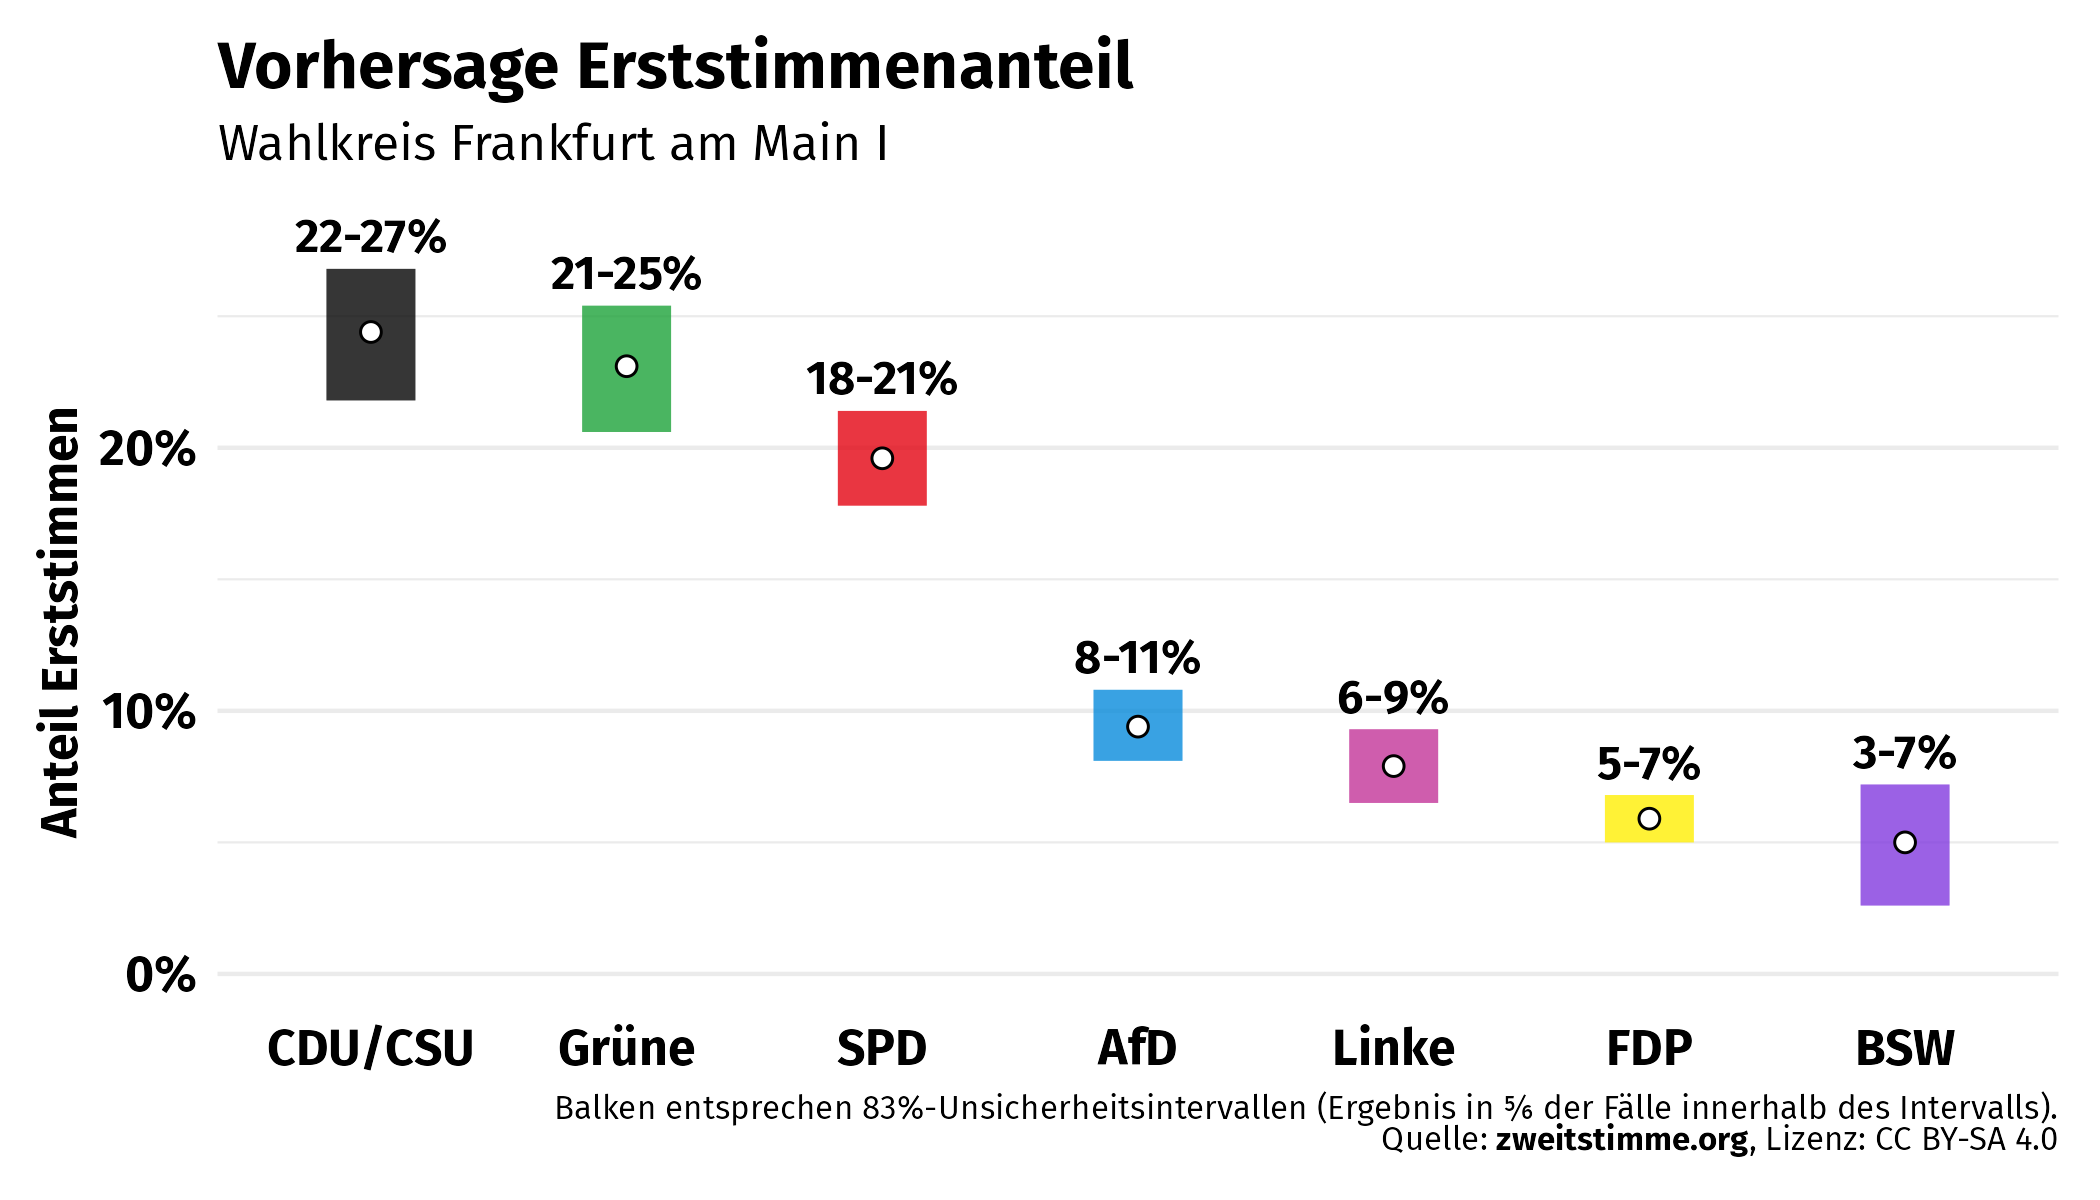 Vorhersage Erststimmenanteil
Wahlkreis Frankfurt am Main I
22-27%
21-25%
18-21%
8-11%
6-9%
5-7%
3-7%
Anteil Erststimmen
20%
10%
0%
CDU/CSU Grüne SPD AfD Linke FDP BSW
Balken entsprechen 83%-Unsicherheitsintervallen (Ergebnis in ⅚ der Fälle innerhalb des Intervalls).
Quelle: zweitstimme.org, Lizenz: CC BY-SA 4.0